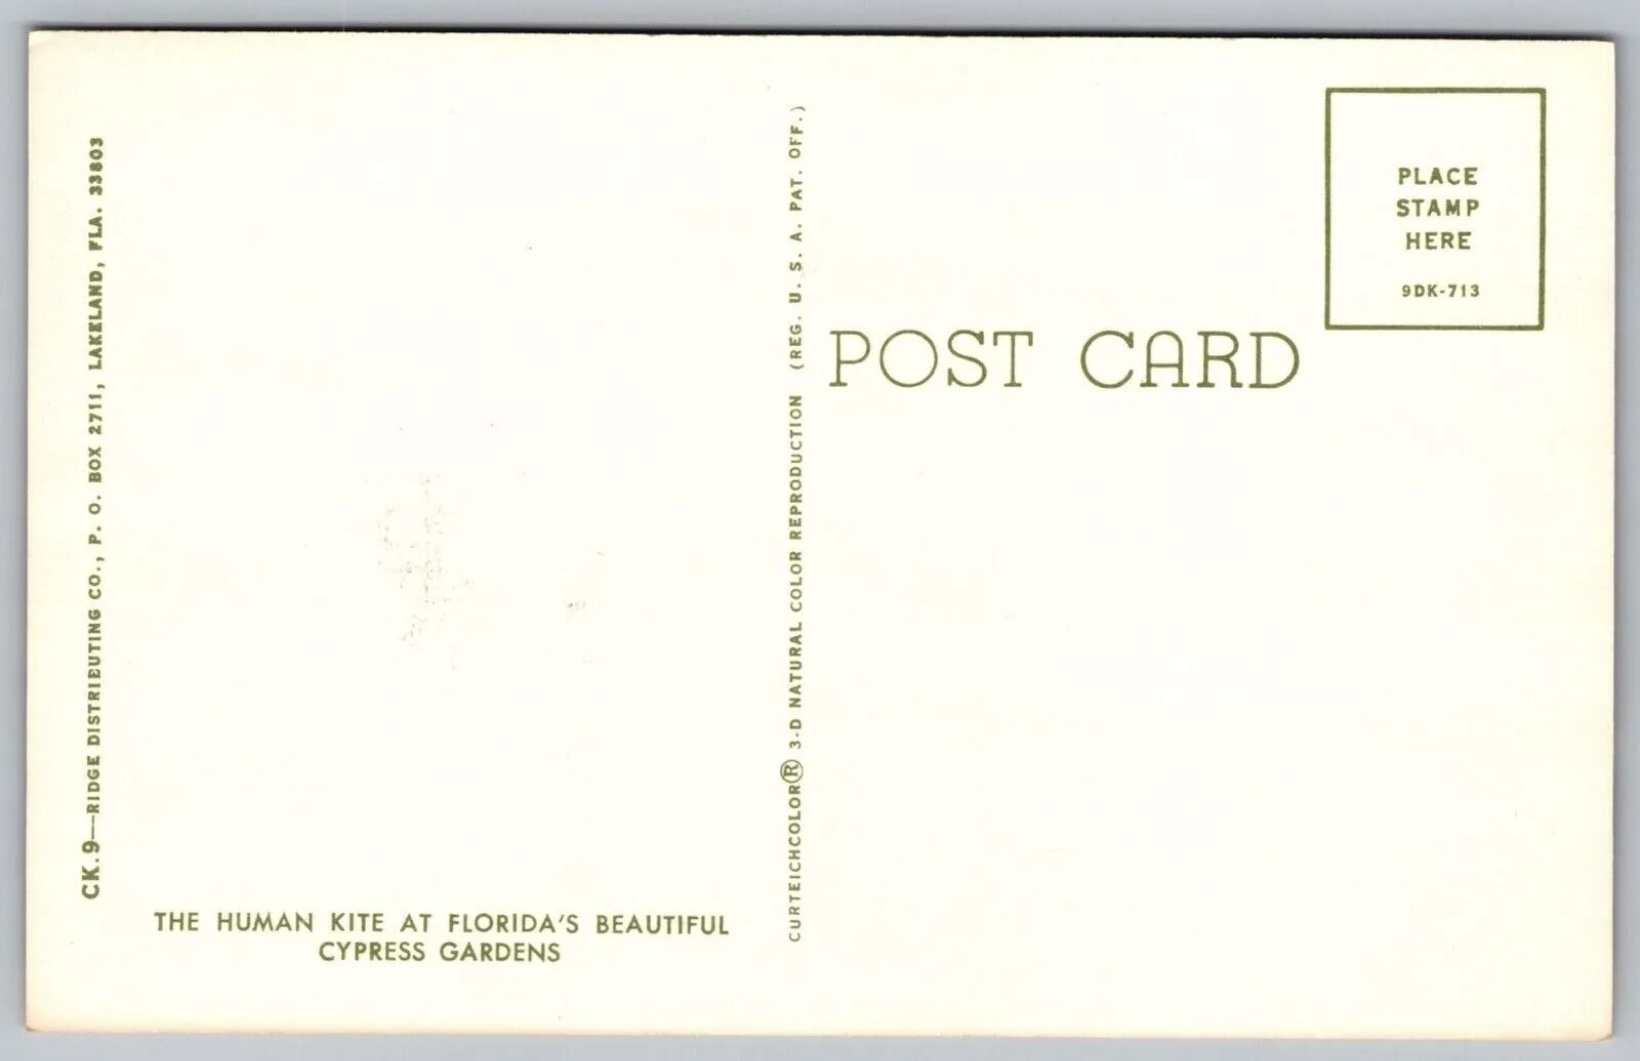 CK.9—RIDGE DISTRIEUTING CO., P. O. BOX 2711, LAKELAND, FLA. 33803
THE HUMAN KITE AT FLORIDA'S BEAUTIFUL
CYPRESS GARDENS
CURTEICHCOLOR® 3-D NATURAL COLOR REPRODUCTION (REG. U. S. A. PAT. OFF.)
POST CARD
PLACE
STAMP
HERE
9DK-713